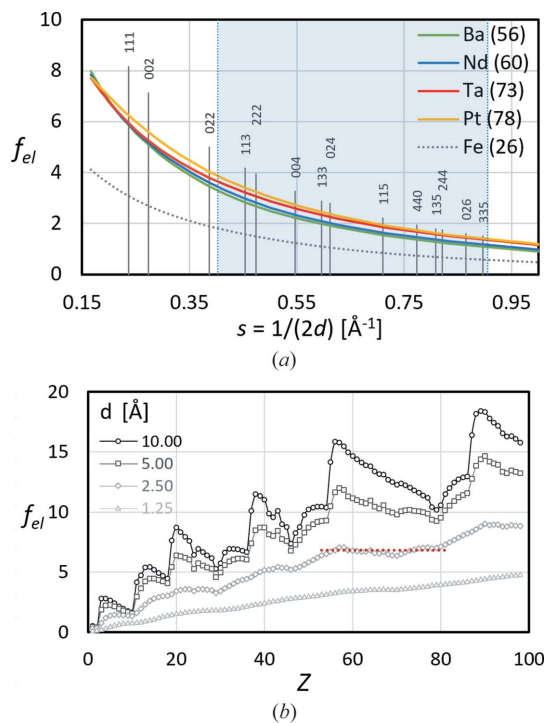 (a)
10
8
6
4
2
0
f_el
111
002
022
113
222
004
133
024
115
440
135
244
026
335
Ba (56)
Nd (60)
Ta (73)
Pt (78)
Fe (26)
0.15 0.35 0.55 0.75 0.95
s = 1/(2d) [Å⁻¹]
(a)
20
15
10
5
0
f_el
d [Å]
10.00
5.00
2.50
1.25
0 20 40 60 80 100
Z
(b)